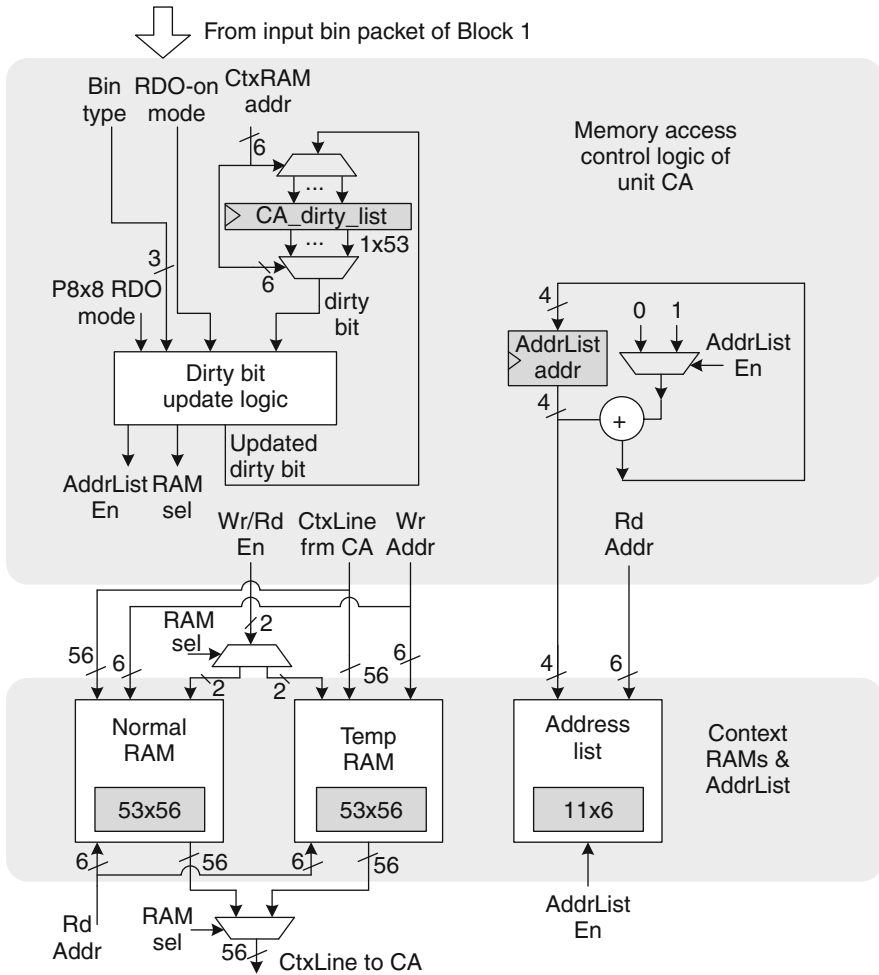 From input bin packet of Block 1
Bin type
RDO-on mode
CtxRAM addr
6
...
CA_dirty_list
...
1x53
6
3
dirty bit
P8x8 RDO mode
Dirty bit update logic
Updated dirty bit
AddrList En
RAM sel
Memory access control logic of unit CA
4
0
1
AddrList addr
AddrList En
4
+
Wr/Rd En
CtxLine frm CA
Wr Addr
Rd Addr
RAM sel
2
56
6
56
6
4
6
2
2
Normal RAM
53x56
Temp RAM
53x56
Address list
11x6
Context RAMs & AddrList
6
56
6
56
Rd Addr
RAM sel
56
CtxLine to CA
AddrList En